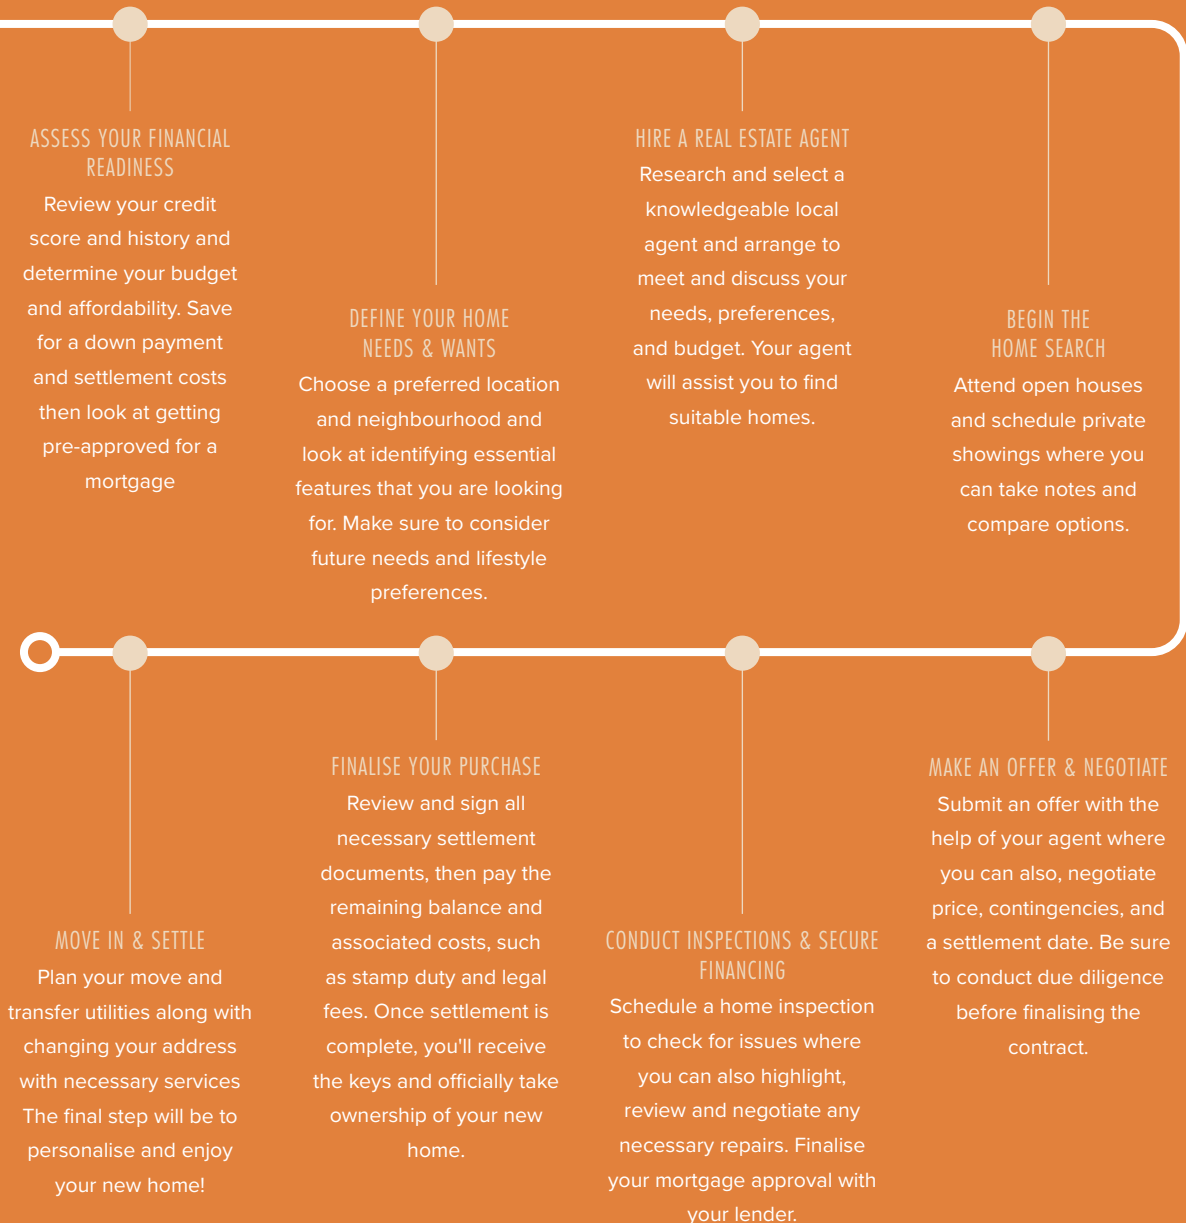 ASSESS YOUR FINANCIAL
READINESS
Review your credit
score and history and
determine your budget
and affordability. Save
for a down payment
and settlement costs
then look at getting
pre-approved for a
mortgage
DEFINE YOUR HOME
NEEDS & WANTS
Choose a preferred location
and neighbourhood and
look at identifying essential
features that you are looking
for. Make sure to consider
future needs and lifestyle
preferences.
HIRE A REAL ESTATE AGENT
Research and select a
knowledgeable local
agent and arrange to
meet and discuss your
needs, preferences,
and budget. Your agent
will assist you to find
suitable homes.
BEGIN THE
HOME SEARCH
Attend open houses
and schedule private
showings where you
can take notes and
compare options.
MAKE AN OFFER & NEGOTIATE
Submit an offer with the
help of your agent where
you can also, negotiate
price, contingencies, and
a settlement date. Be sure
to conduct due diligence
before finalising the
contract.
CONDUCT INSPECTIONS & SECURE
FINANCING
Schedule a home inspection
to check for issues where
you can also highlight,
review and negotiate any
necessary repairs. Finalise
your mortgage approval with
your lender.
FINALISE YOUR PURCHASE
Review and sign all
necessary settlement
documents, then pay the
remaining balance and
associated costs, such
as stamp duty and legal
fees. Once settlement is
complete, you'll receive
the keys and officially take
ownership of your new
home.
MOVE IN & SETTLE
Plan your move and
transfer utilities along with
changing your address
with necessary services
The final step will be to
personalise and enjoy
your new home!